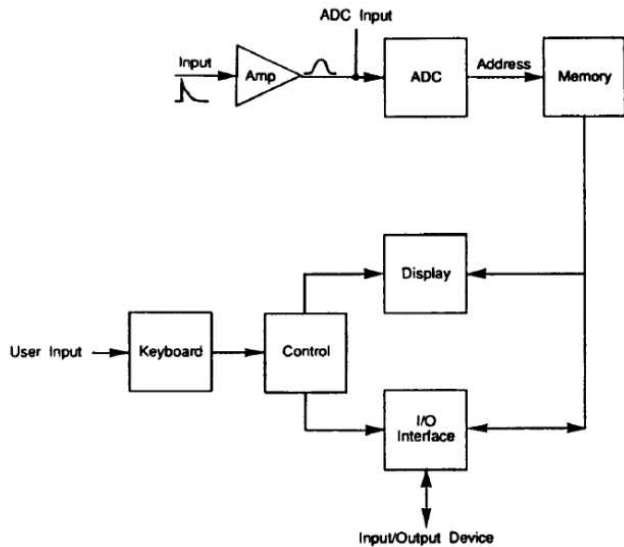 ADC Input
Input
Amp
ADC
Address
Memory
Display
User Input
Keyboard
Control
I/O
Interface
Input/Output Device